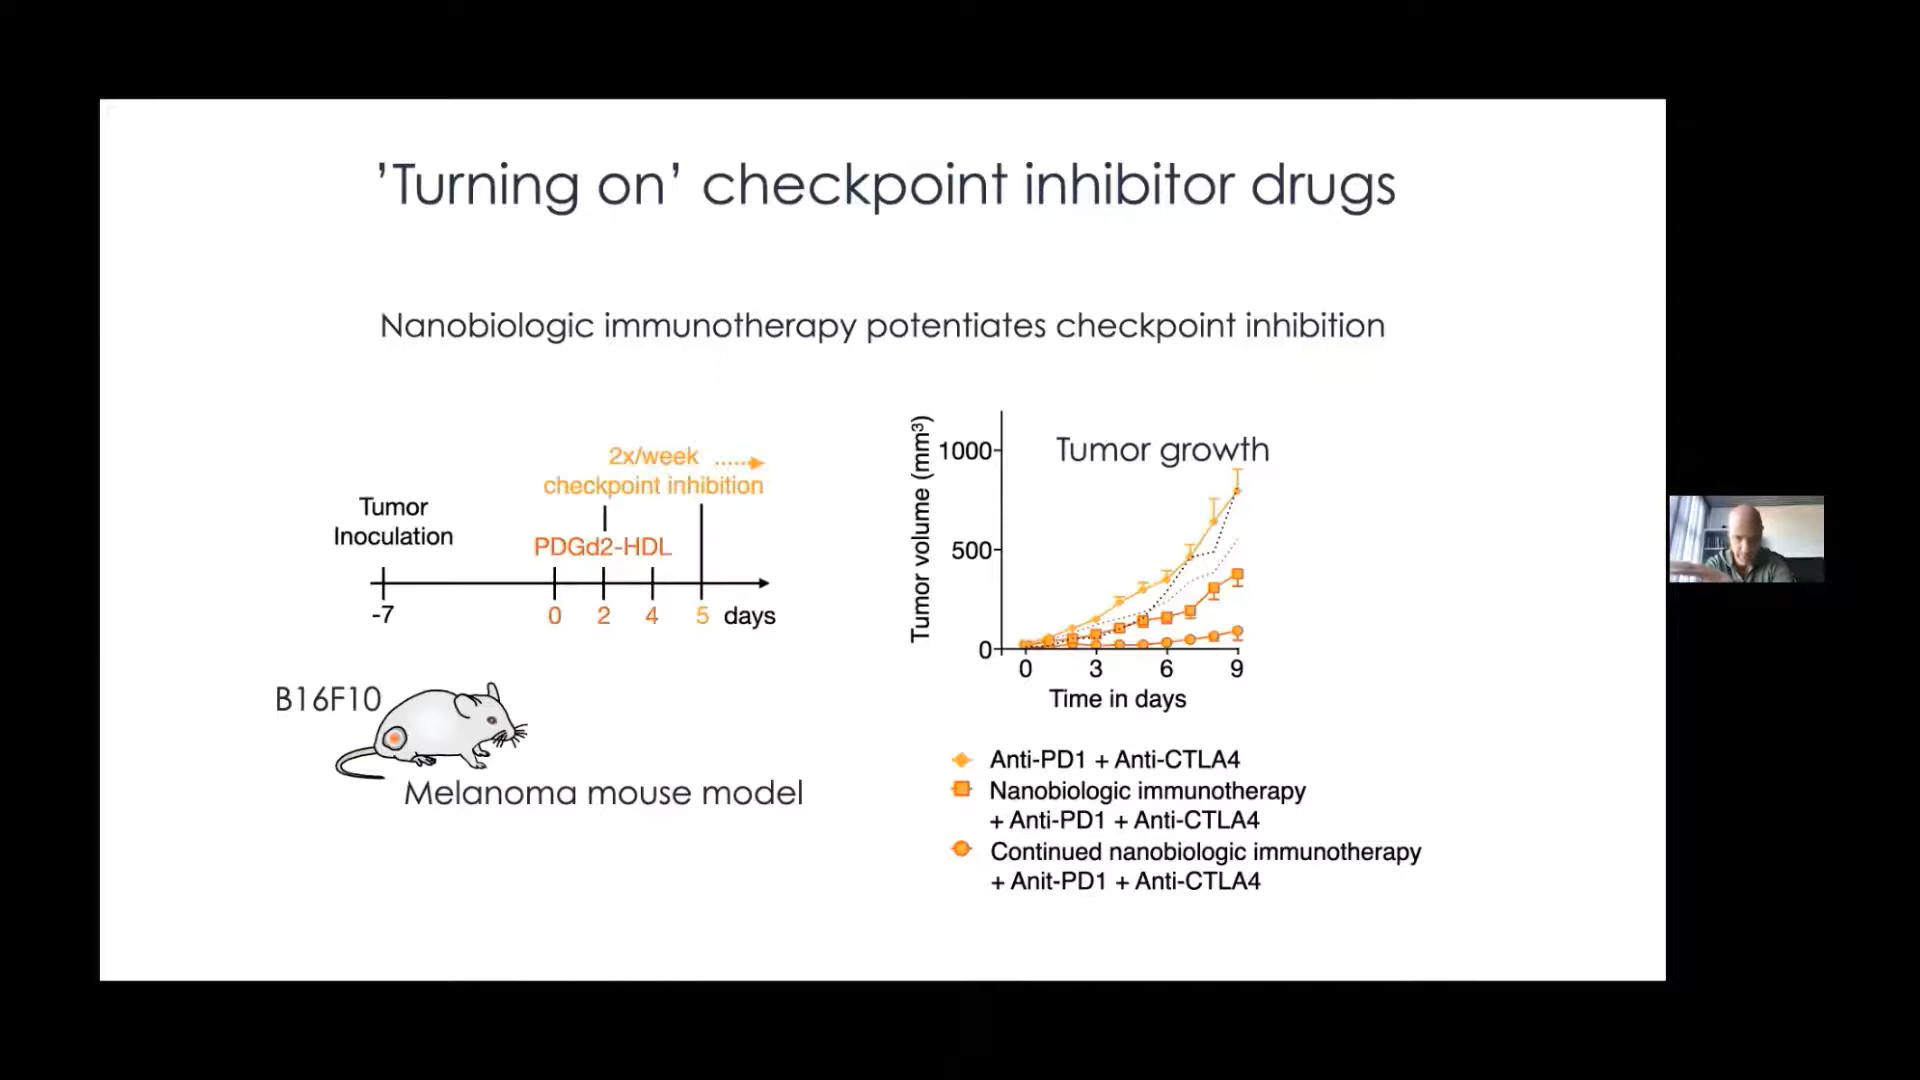 ’Turning on’ checkpoint inhibitor drugs
Nanobiologic immunotherapy potentiates checkpoint inhibition
2x/week
checkpoint inhibition
Tumor
Inoculation
PDGd2-HDL
-7
0
2
4
5
days
B16F10
Melanoma mouse model
Tumor volume (mm³)
Tumor growth
1000
500
0
0
3
6
9
Time in days
Anti-PD1 + Anti-CTLA4
Nanobiologic immunotherapy
+ Anti-PD1 + Anti-CTLA4
Continued nanobiologic immunotherapy
+ Anit-PD1 + Anti-CTLA4